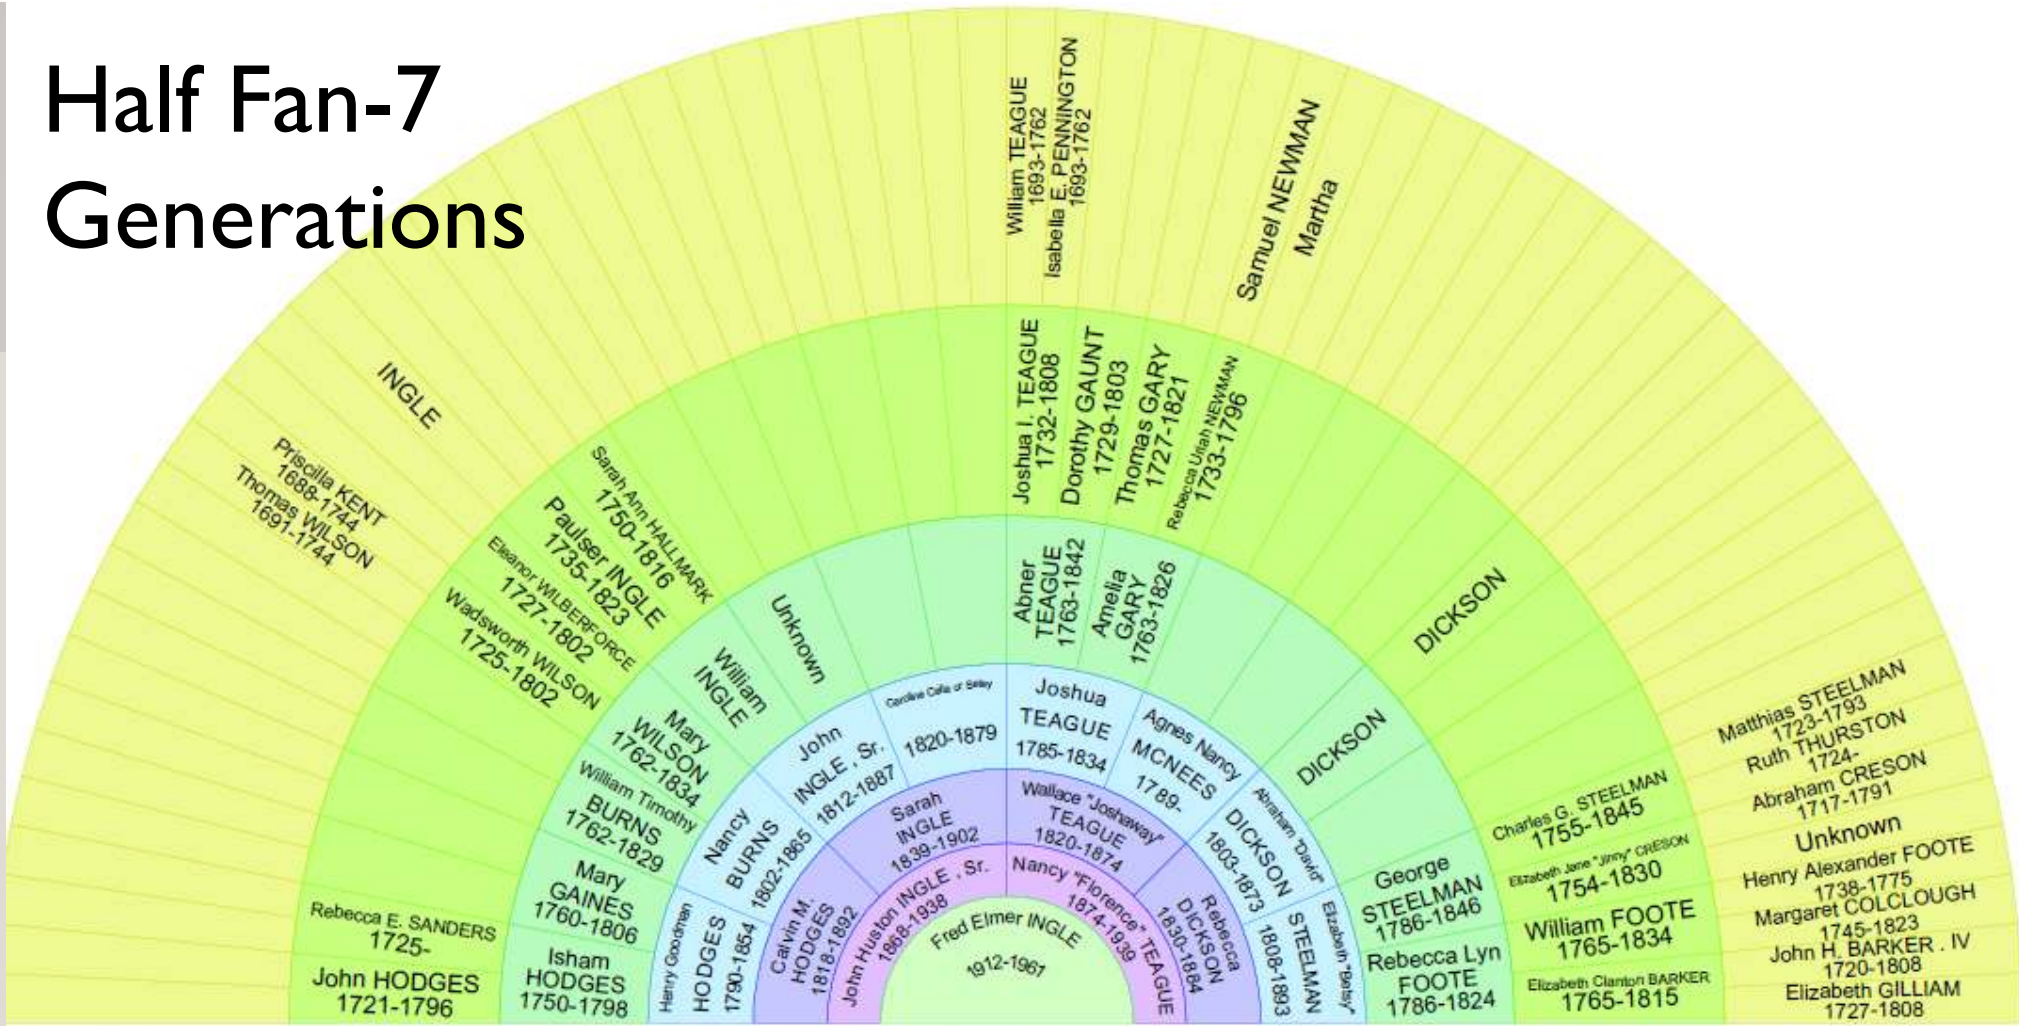 Half Fan-7
Generations
William TEAGUE
1693-1762
Isabella E. PENNINGTON
1693-1762
Samuel NEWMAN
Martha
INGLE
Priscilla KENT
1688-1744
Thomas WILSON
1691-1744
Matthias STEELMAN
1723-1793
Ruth THURSTON
1724-
Abraham CRESON
1717-1791
Unknown
Henry Alexander FOOTE
1738-1775
Margaret COLCLOUGH
1745-1823
John H. BARKER . IV
1720-1808
Elizabeth GILLIAM
1727-1808
Sarah Ann HALLMARK
1750-1816
Paulser INGLE
1735-1823
Eleanor WILBERFORCE
1727-1802
Wadsworth WILSON
1725-1802
Rebecca E. SANDERS
1725-
John HODGES
1721-1796
Joshua I. TEAGUE
1732-1808
Dorothy GAUNT
1729-1803
Thomas GARY
1727-1821
Rebecca Uriah NEWMAN
1733-1796
DICKSON
Charles G. STEELMAN
1755-1845
Elizabeth Jane "Jinny" CRESON
1754-1830
William FOOTE
1765-1834
Elizabeth Clanton BARKER
1765-1815
Unknown
William
INGLE
Mary
WILSON
1762-1834
William Timothy
BURNS
1762-1829
Mary
GAINES
1760-1806
Isham
HODGES
1750-1798
Abner
TEAGUE
1763-1842
Amelia
GARY
1763-1826
DICKSON
George
STEELMAN
1786-1846
Rebecca Lyn
FOOTE
1786-1824
Henry Goodman
HODGES
1790-1854
Nancy
BURNS
1802-1865
John
INGLE , Sr.
1812-1887
Caroline Celia or Betsy
1820-1879
Joshua
TEAGUE
1785-1834
Agnes Nancy
MCNEES
1789-
Abraham "David"
DICKSON
1803-1873
Elizabeth "Betsy"
STEELMAN
1808-1893
Calvin M.
HODGES
1818-1892
Sarah
INGLE
1839-1902
Wallace "Joshaway"
TEAGUE
1820-1874
Rebecca
DICKSON
1830-1884
John Huston INGLE , Sr.
1868-1938
Nancy "Florence" TEAGUE
1874-1939
Fred Elmer INGLE
1912-1961